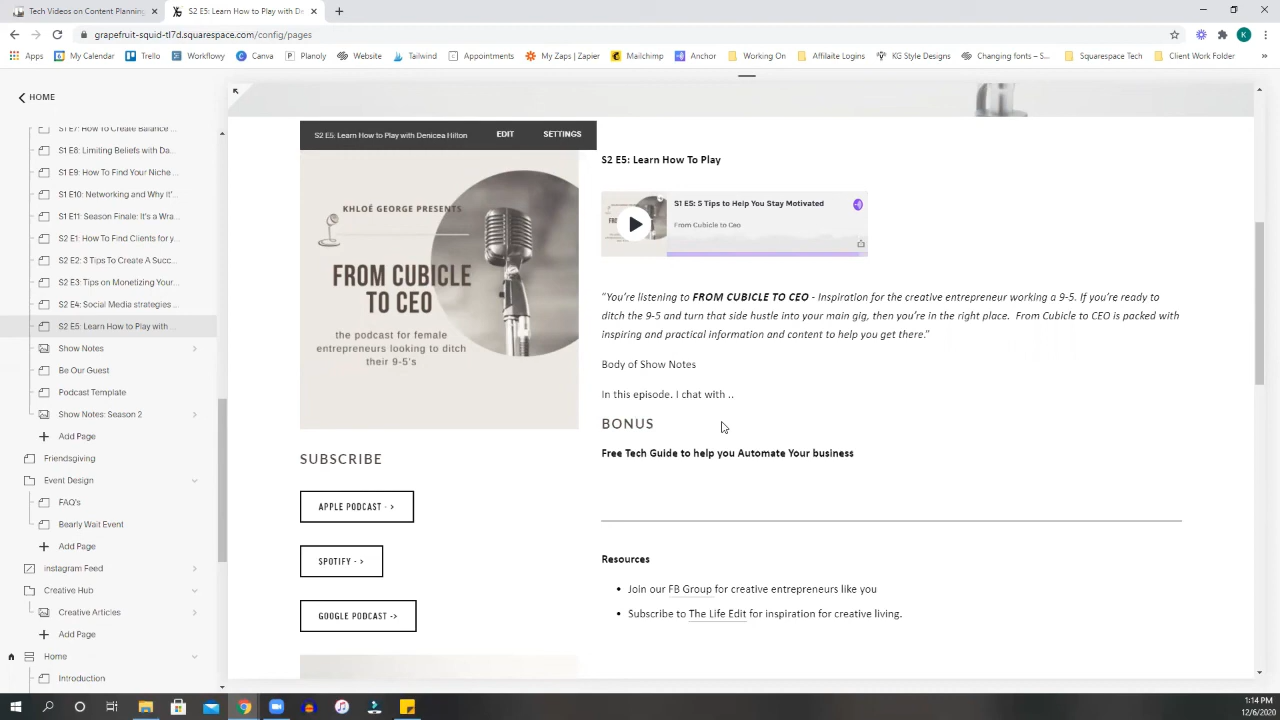 Tech Videos on Content Planning
S2 E5: Learn How to Play with De
grapefruit-squid-tl7d.squarespace.com/config/pages
K
Apps
My Calendar
Trello
Workflowy
Canva
Planoly
Website
Tailwind
Appointments
My Zaps | Zapier
Mailchimp
Anchor
Working On
Affilaite Logins
KG Style Designs
Changing fonts – S...
Squarespace Tech
Client Work Folder
HOME
S1 E7: How To Create Balance ...
S1 E8: Limiting Beliefs with Da...
S1 E9: How To Find Your Niche ...
S1 E10: Networking and Why It'...
S1 E11: Season Finale: It's a Wra...
S2 E1: How To Find Clients for y...
S2 E2: 3 Tips To Create A Succ...
S2 E3: Tips on Monetizing Your...
S2 E4: Social Media strategies ...
S2 E5: Learn How to Play with ...
Show Notes
Be Our Guest
Podcast Template
Show Notes: Season 2
Add Page
Friendsgiving
Event Design
FAQ's
Bearly Wait Event
Add Page
instagram Feed
Creative Hub
Creative Articles
Add Page
Home
Introduction
S2 E5: Learn How to Play with Denicea Hilton
EDIT
SETTINGS
KHLOÉ GEORGE PRESENTS
FROM CUBICLE
TO CEO
the podcast for female
entrepreneurs looking to ditch
their 9-5's
SUBSCRIBE
APPLE PODCAST - >
SPOTIFY - >
GOOGLE PODCAST ->
S2 E5: Learn How To Play
S1 E5: 5 Tips to Help You Stay Motivated
From Cubicle to Ceo
"You're listening to FROM CUBICLE TO CEO - Inspiration for the creative entrepreneur working a 9-5. If you're ready to
ditch the 9-5 and turn that side hustle into your main gig, then you're in the right place. From Cubicle to CEO is packed with
inspiring and practical information and content to help you get there."
Body of Show Notes
In this episode, I chat with ..
BONUS
Free Tech Guide to help you Automate Your business
Resources
Join our FB Group for creative entrepreneurs like you
Subscribe to The Life Edit for inspiration for creative living.
1:14 PM
12/6/2020